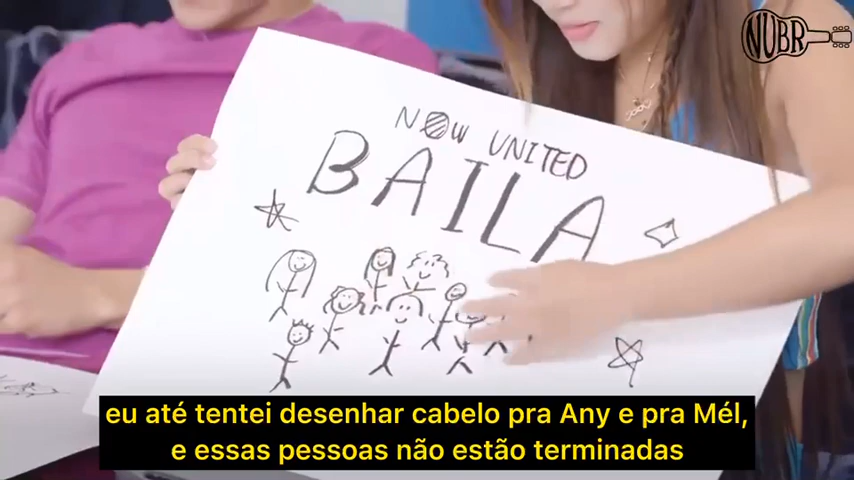 NUBR
NOW UNITED
BAILA
eu até tentei desenhar cabelo pra Any e pra Mél,
e essas pessoas não estão terminadas